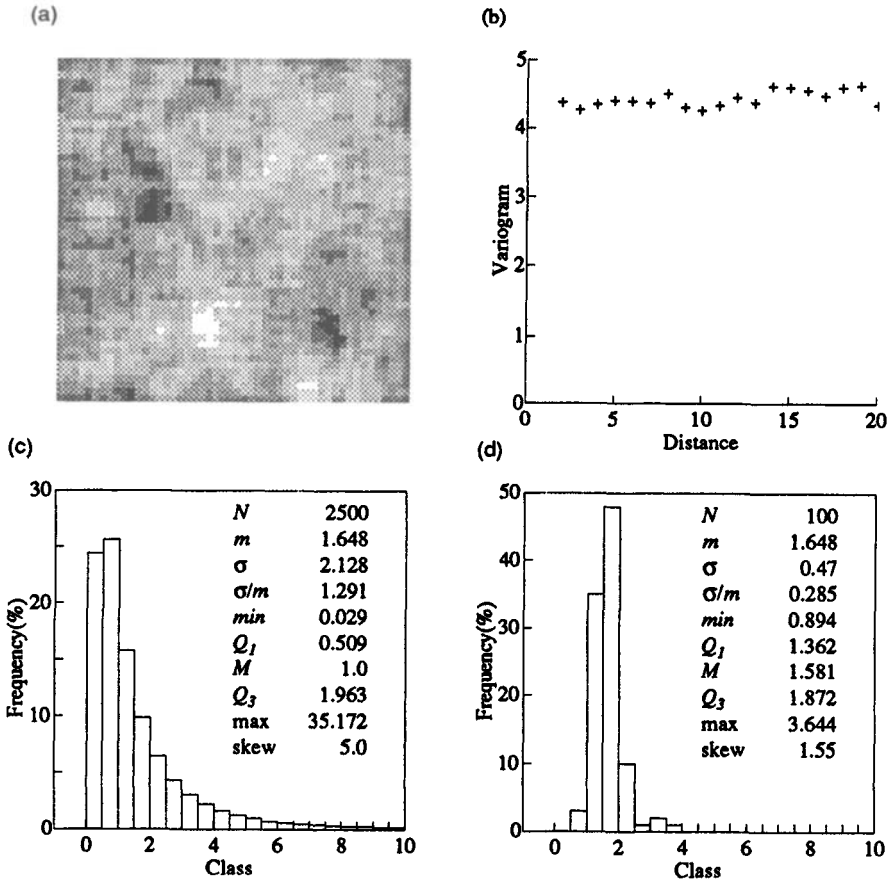 (a)
(b)
5
4
3
2
1
0
Variogram
0 5 10 15 20
Distance
(c)
30
20
10
0
Frequency(%)
N 2500
m 1.648
σ 2.128
σ/m 1.291
min 0.029
Q1 0.509
M 1.0
Q3 1.963
max 35.172
skew 5.0
0 2 4 6 8 10
Class
(d)
50
40
30
20
10
0
Frequency(%)
N 100
m 1.648
σ 0.47
σ/m 0.285
min 0.894
Q1 1.362
M 1.581
Q3 1.872
max 3.644
skew 1.55
0 2 4 6 8 10
Class